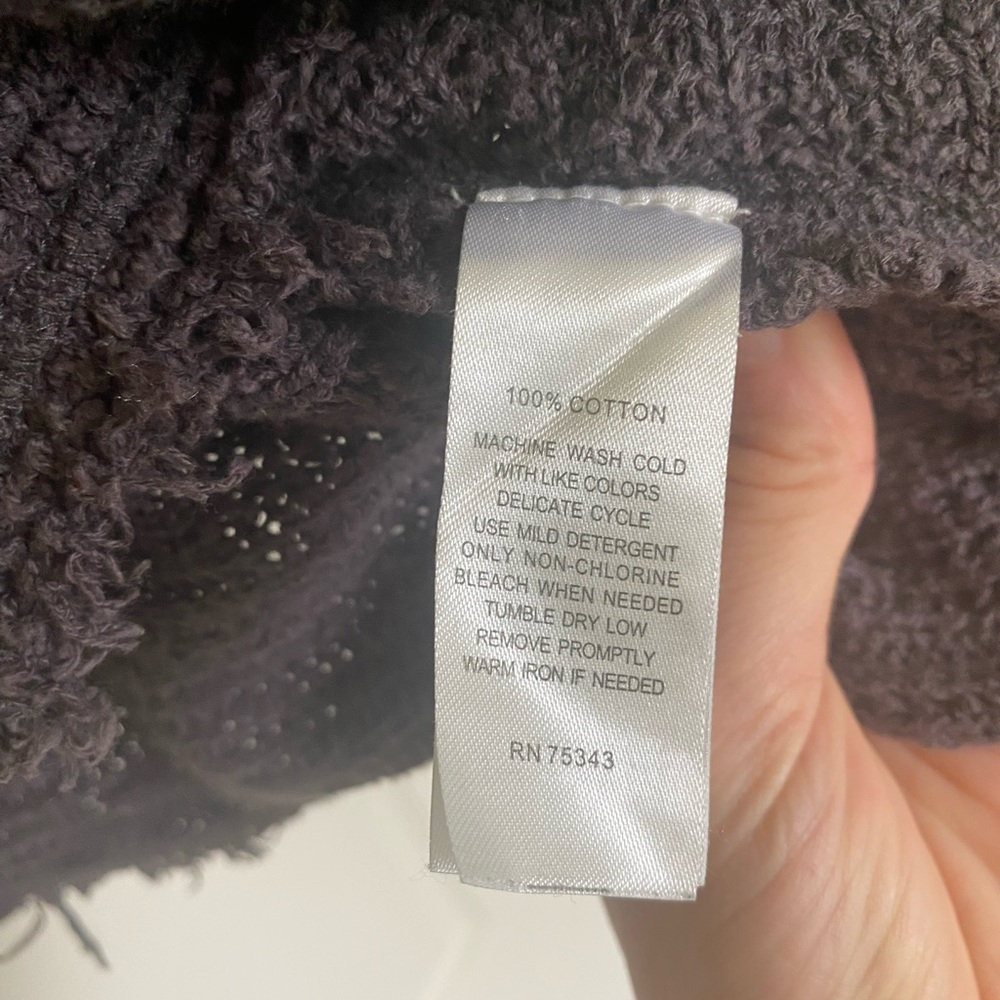 100% COTTON
MACHINE WASH COLD
WITH LIKE COLORS
DELICATE CYCLE
USE MILD DETERGENT
ONLY NON-CHLORINE
BLEACH WHEN NEEDED
TUMBLE DRY LOW
REMOVE PROMPTLY
WARM IRON IF NEEDED
RN 75343